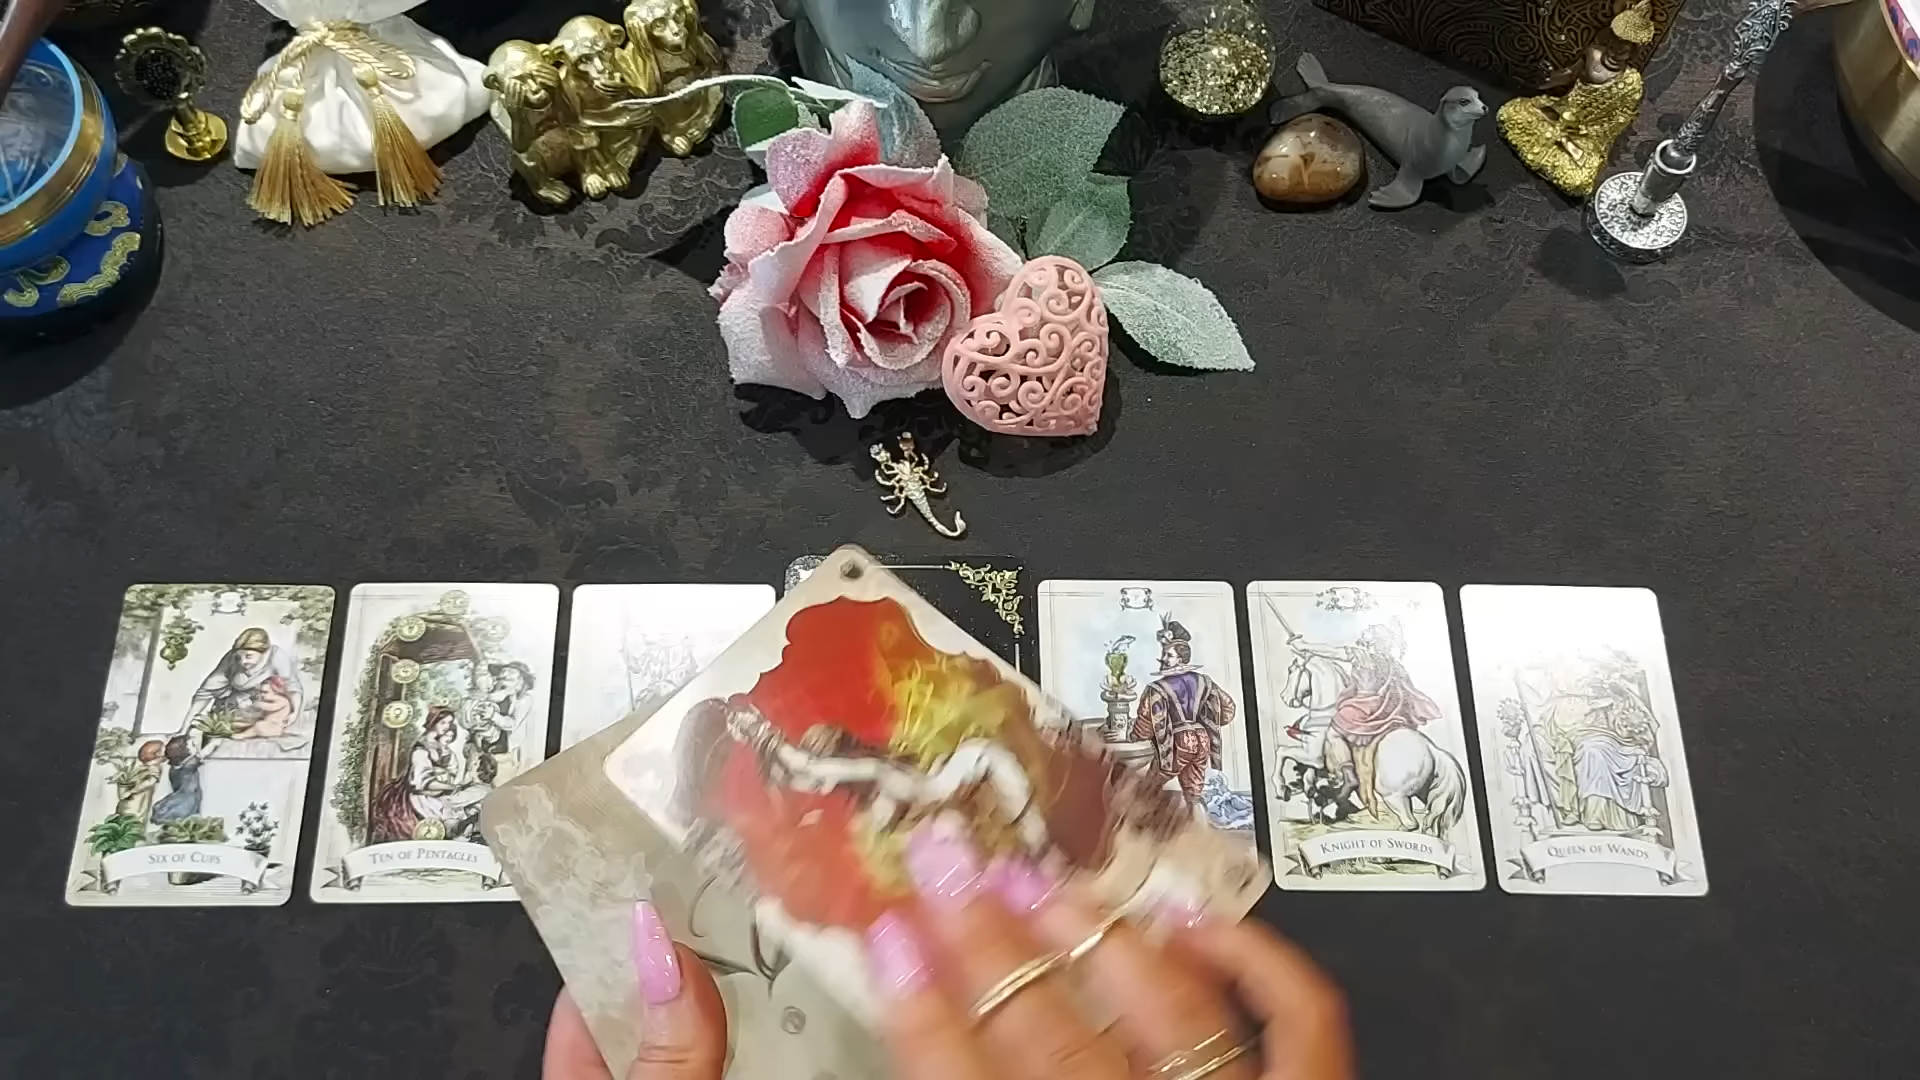 Six of Cups
Ten of Pentacles
Knight of Swords
Queen of Wands